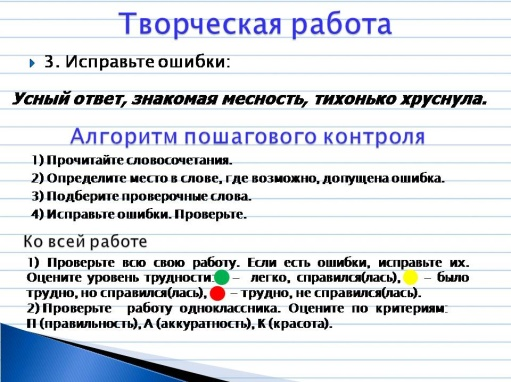 Творческая работа
3. Исправьте ошибки:
Усный ответ, знакомая месность, тихонько хруснула.
Алгоритм пошагового контроля
1) Прочитайте словосочетания.
2) Определите место в слове, где возможно, допущена ошибка.
3) Подберите проверочные слова.
4) Исправьте ошибки. Проверьте.
Ко всей работе
1) Проверьте всю свою работу. Если есть ошибки, исправьте их.
Оцените уровень трудности: – легко, справился(лась), – было
трудно, но справился(лась), – трудно, не справился(лась).
2) Проверьте работу одноклассника. Оцените по критериям:
П (правильность), А (аккуратность), К (красота).